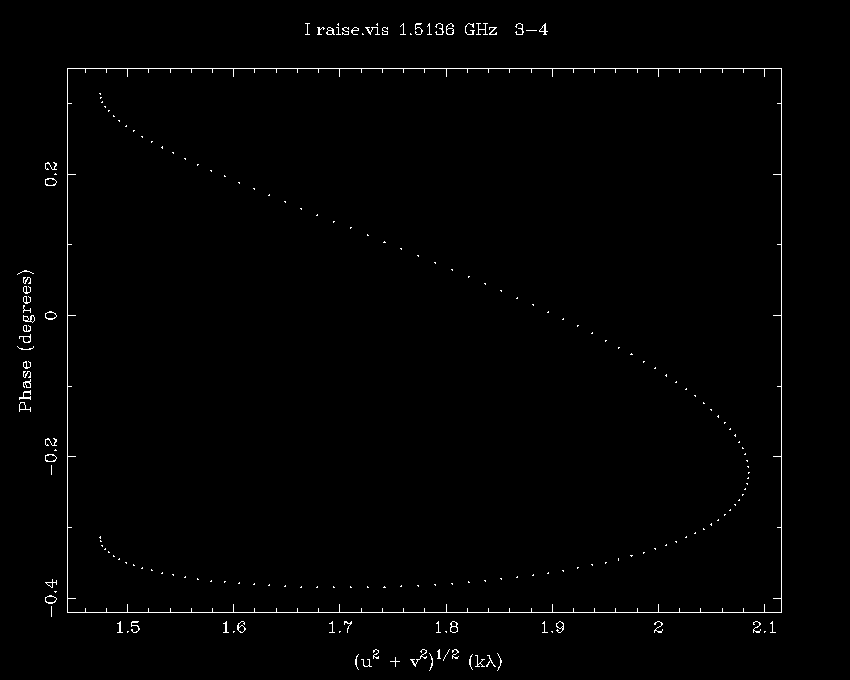 I raise.vis 1.5136 GHz 3−4
0.2
0
−0.2
−0.4
Phase (degrees)
1.5 1.6 1.7 1.8 1.9 2 2.1
(u² + v²)^1/2 (kλ)